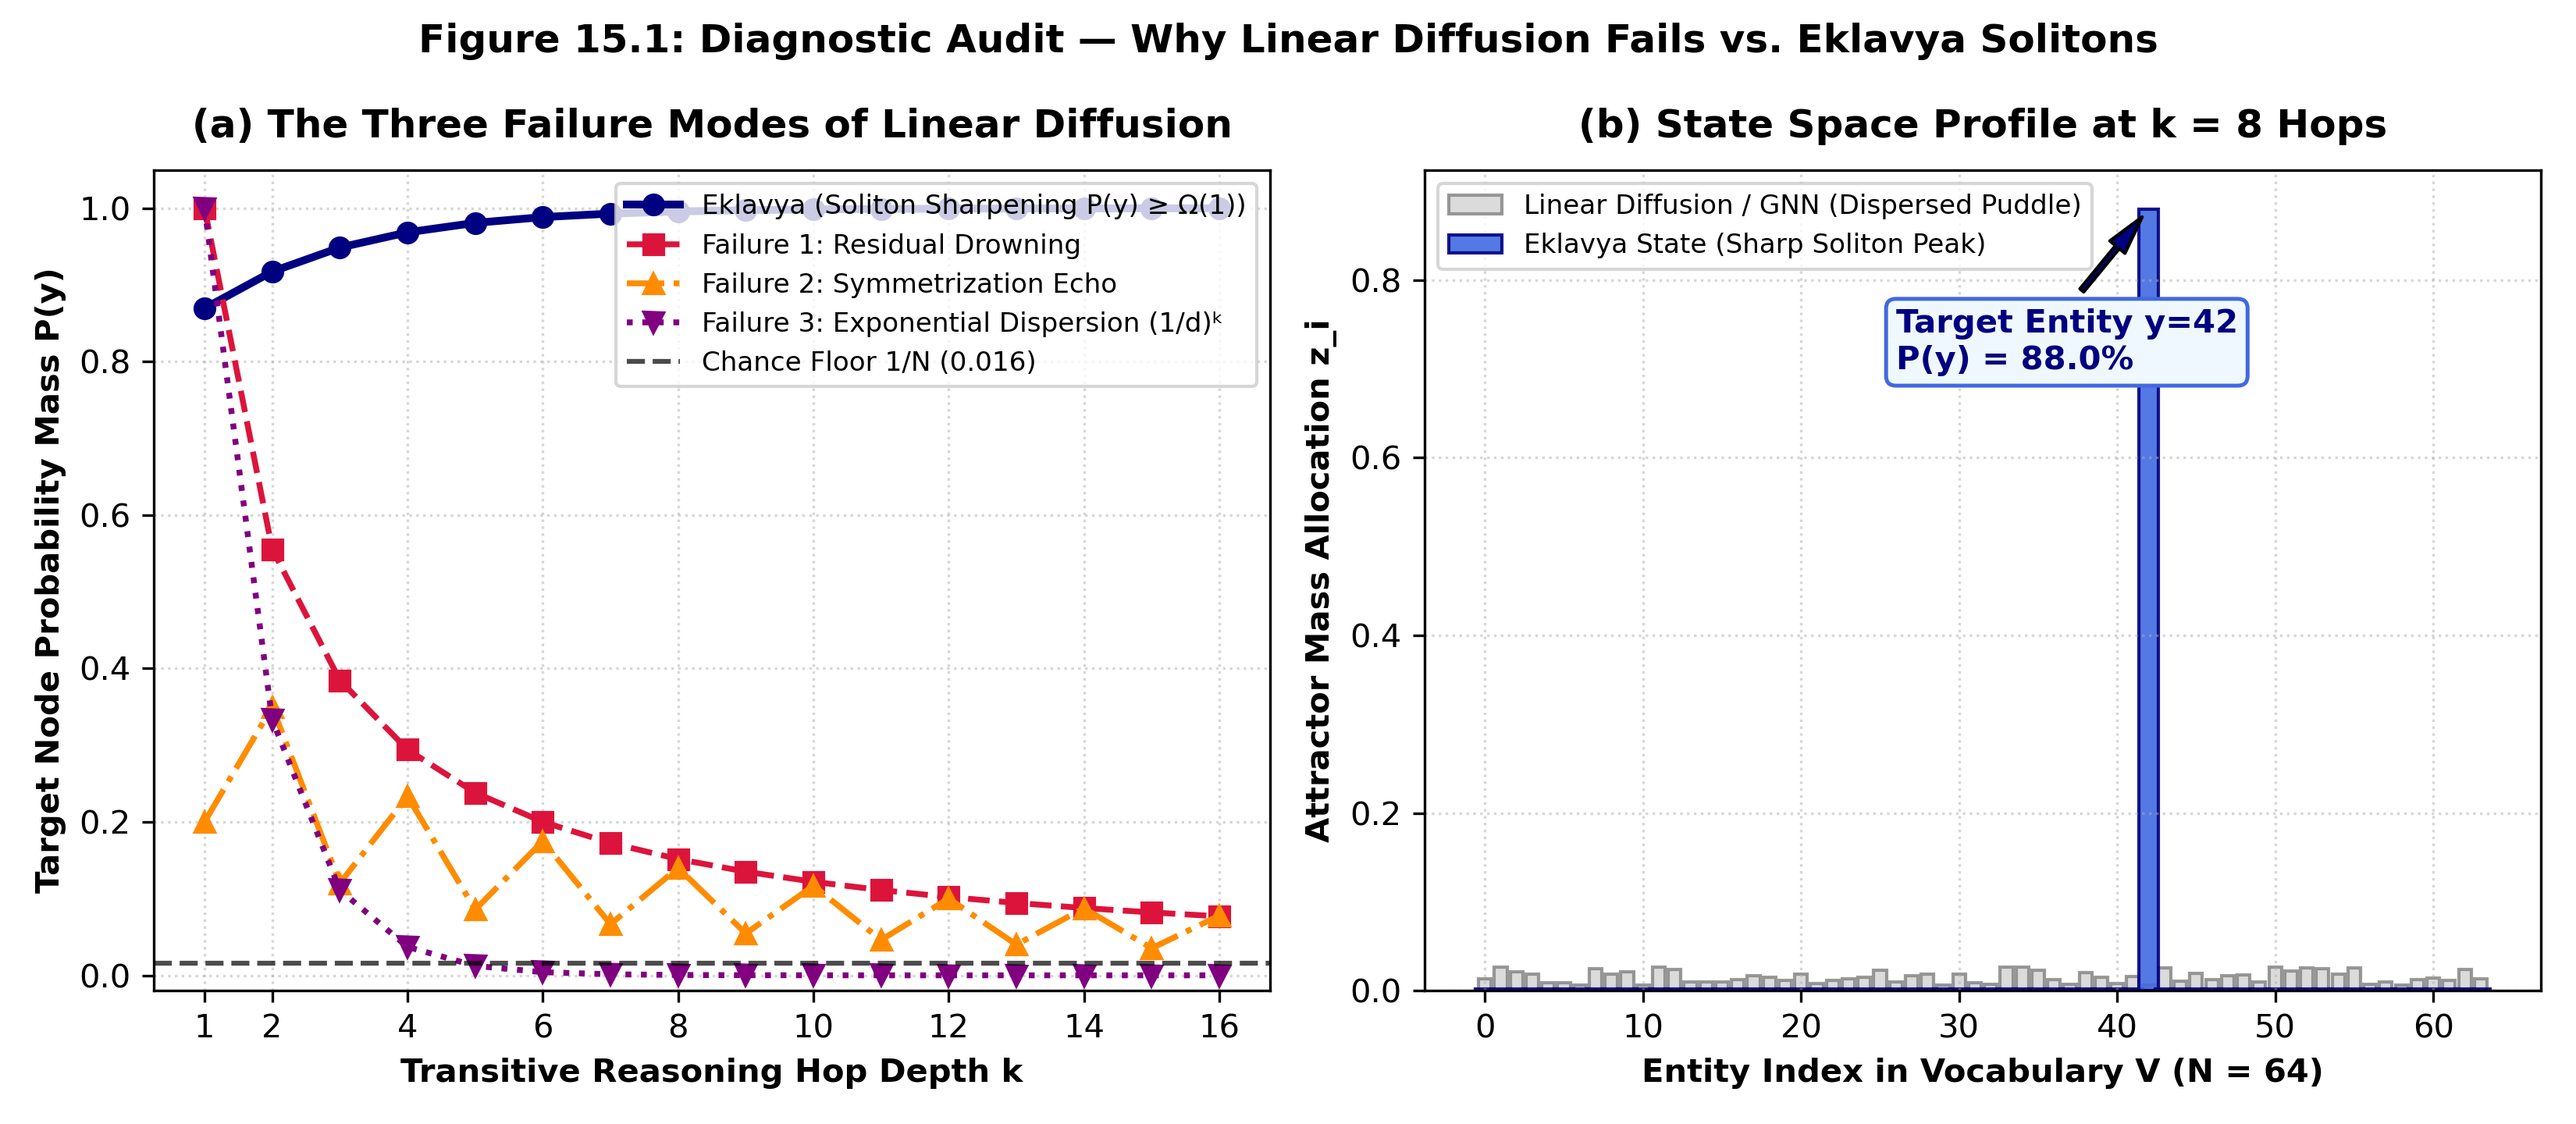 Figure 15.1: Diagnostic Audit — Why Linear Diffusion Fails vs. Eklavya Solitons
(a) The Three Failure Modes of Linear Diffusion
Target Node Probability Mass P(y)
1.0
0.8
0.6
0.4
0.2
0.0
Eklavya (Soliton Sharpening P(y) ≥ Ω(1))
Failure 1: Residual Drowning
Failure 2: Symmetrization Echo
Failure 3: Exponential Dispersion (1/d)ᵏ
Chance Floor 1/N (0.016)
1 2 4 6 8 10 12 14 16
Transitive Reasoning Hop Depth k
(b) State Space Profile at k = 8 Hops
Attractor Mass Allocation z_i
0.8
0.6
0.4
0.2
0.0
Linear Diffusion / GNN (Dispersed Puddle)
Eklavya State (Sharp Soliton Peak)
Target Entity y=42
P(y) = 88.0%
0 10 20 30 40 50 60
Entity Index in Vocabulary V (N = 64)